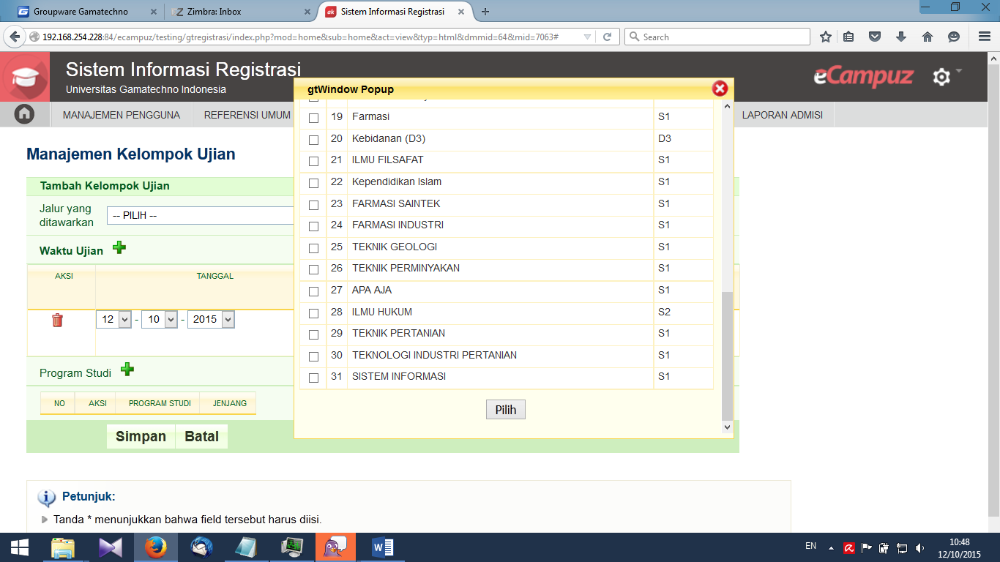 Groupware Gamatechno
Zimbra: Inbox
Sistem Informasi Registrasi
192.168.254.228:84/ecampuz/testing/gtregistrasi/index.php?mod=home&sub=home&act=view&typ=html&dmmid=64&mid=7063#
Search
Sistem Informasi Registrasi
Universitas Gamatechno Indonesia
eCampuz
MANAJEMEN PENGGUNA
REFERENSI UMUM
LAPORAN ADMISI
Manajemen Kelompok Ujian
Tambah Kelompok Ujian
Jalur yang
ditawarkan
-- PILIH --
Waktu Ujian
AKSI
TANGGAL
12 - 10 - 2015
Program Studi
NO AKSI PROGRAM STUDI JENJANG
Simpan Batal
gtWindow Popup
19 Farmasi S1
20 Kebidanan (D3) D3
21 ILMU FILSAFAT S1
22 Kependidikan Islam S1
23 FARMASI SAINTEK S1
24 FARMASI INDUSTRI S1
25 TEKNIK GEOLOGI S1
26 TEKNIK PERMINYAKAN S1
27 APA AJA S1
28 ILMU HUKUM S2
29 TEKNIK PERTANIAN S1
30 TEKNOLOGI INDUSTRI PERTANIAN S1
31 SISTEM INFORMASI S1
Pilih
Petunjuk:
Tanda * menunjukkan bahwa field tersebut harus diisi.
EN
10:48
12/10/2015